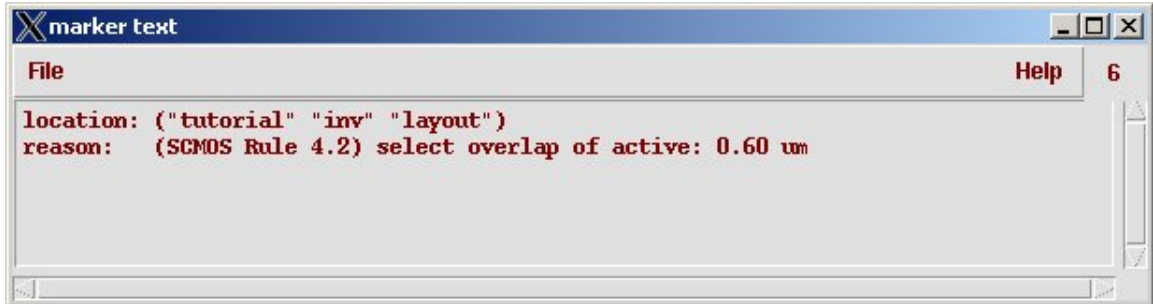 marker text
File Help 6
location: ("tutorial" "inv" "layout")
reason: (SCMOS Rule 4.2) select overlap of active: 0.60 um